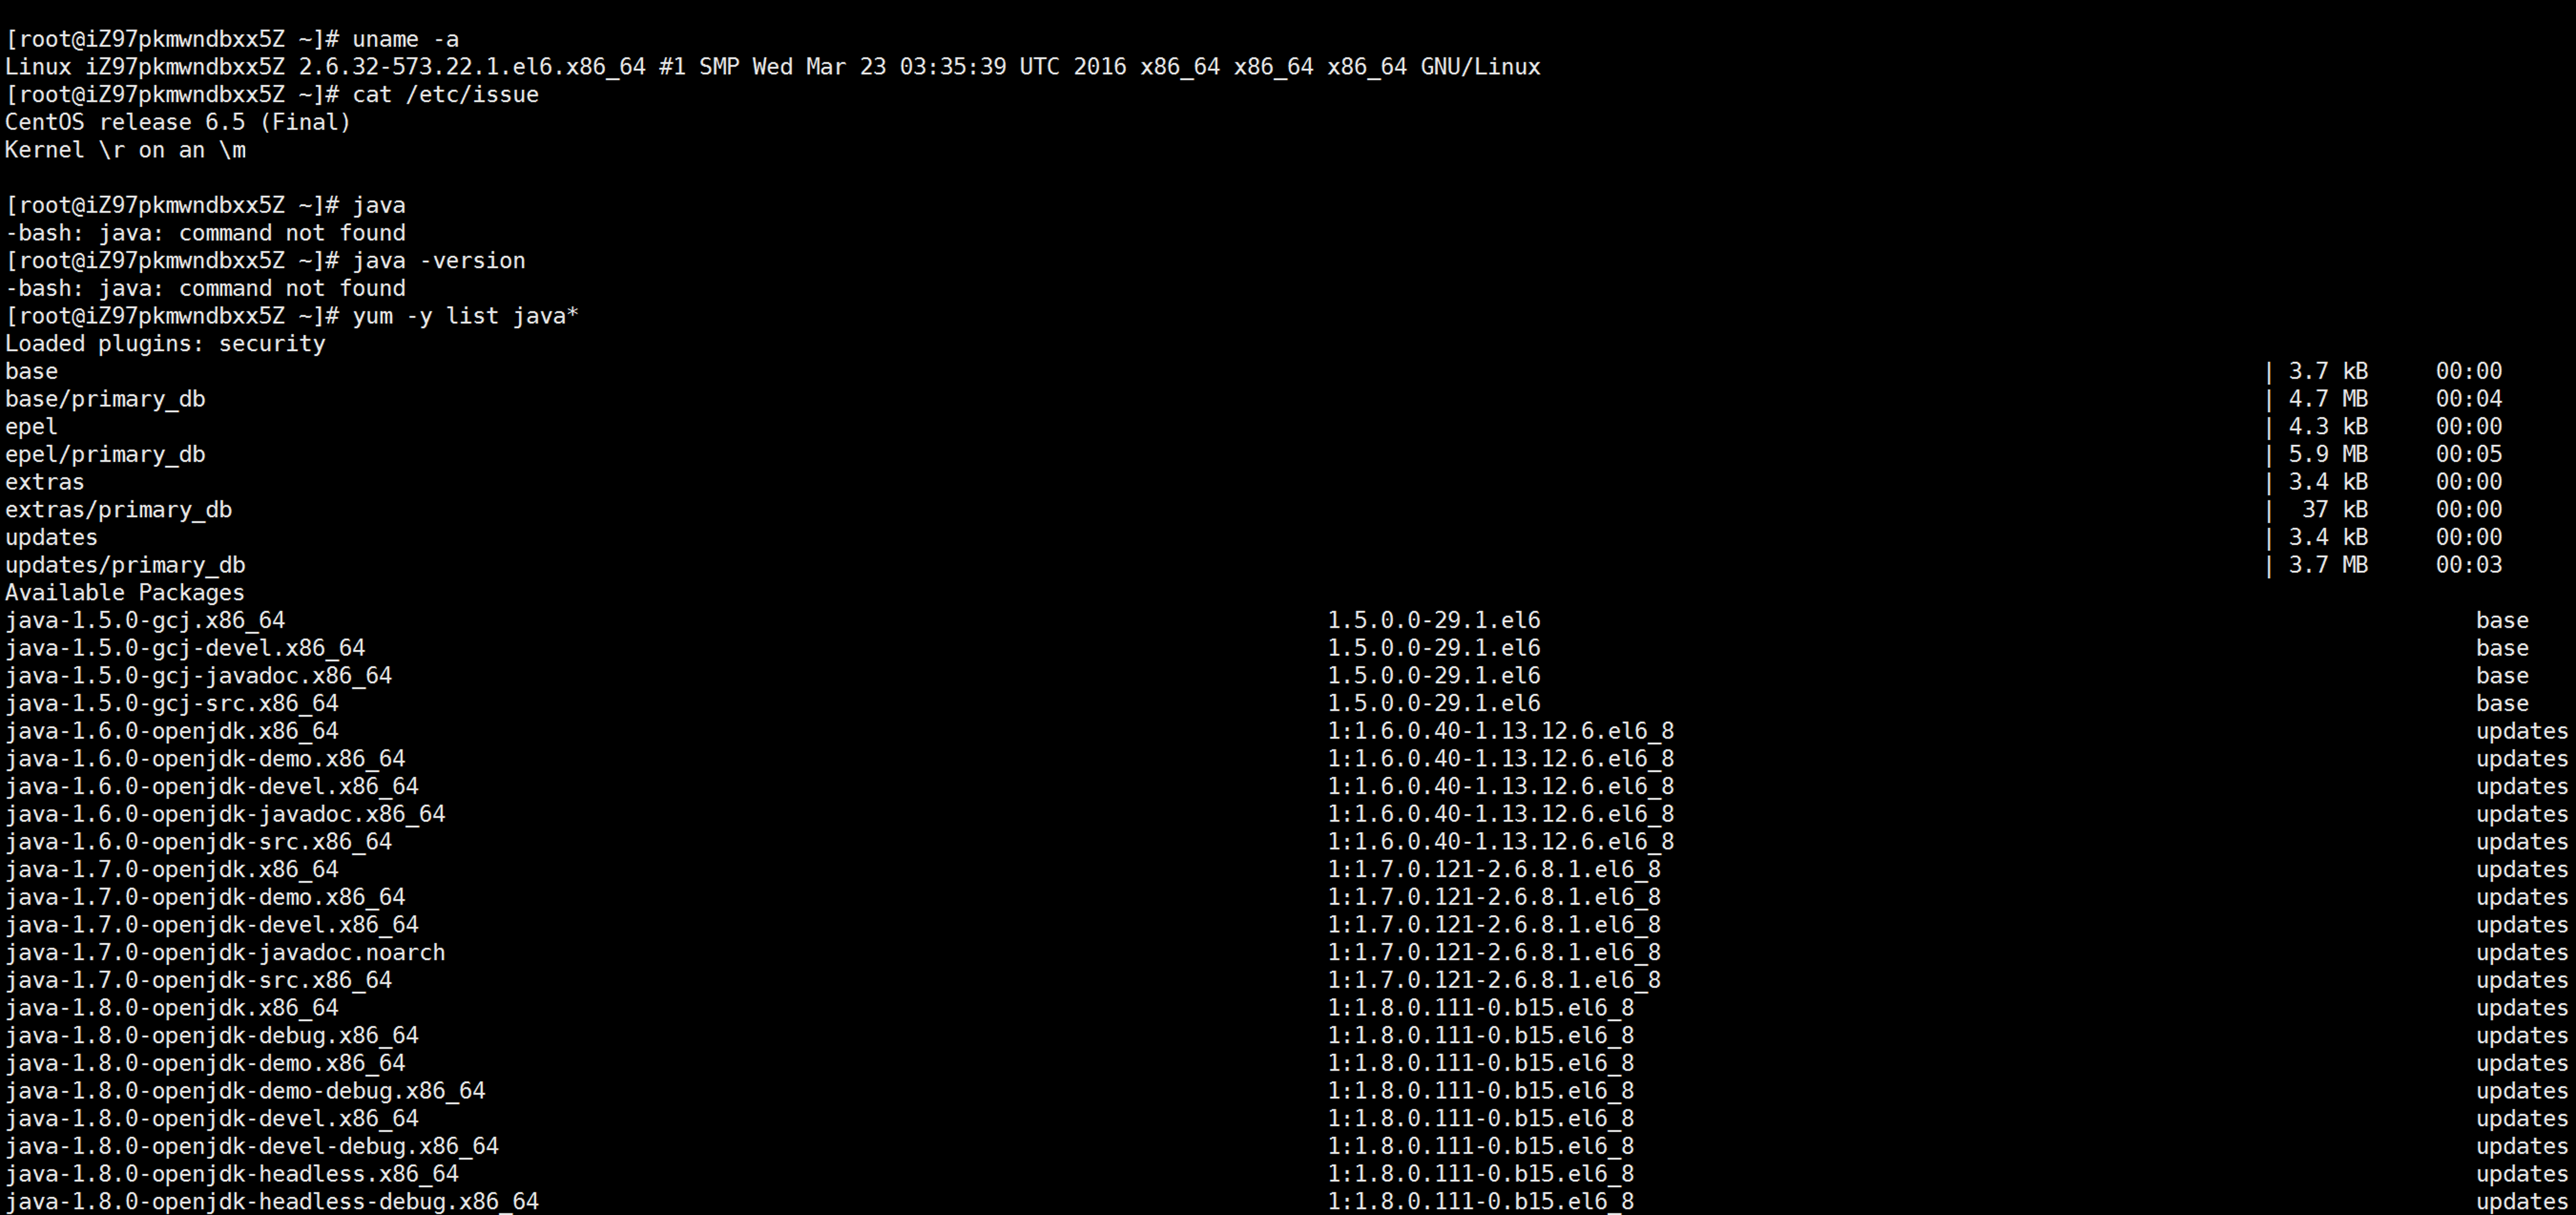 [root@iZ97pkmwndbxx5Z ~]# uname -a
Linux iZ97pkmwndbxx5Z 2.6.32-573.22.1.el6.x86_64 #1 SMP Wed Mar 23 03:35:39 UTC 2016 x86_64 x86_64 x86_64 GNU/Linux
[root@iZ97pkmwndbxx5Z ~]# cat /etc/issue
CentOS release 6.5 (Final)
Kernel \r on an \m
[root@iZ97pkmwndbxx5Z ~]# java
-bash: java: command not found
[root@iZ97pkmwndbxx5Z ~]# java -version
-bash: java: command not found
[root@iZ97pkmwndbxx5Z ~]# yum -y list java*
Loaded plugins: security
base | 3.7 kB 00:00
base/primary_db | 4.7 MB 00:04
epel | 4.3 kB 00:00
epel/primary_db | 5.9 MB 00:05
extras | 3.4 kB 00:00
extras/primary_db | 37 kB 00:00
updates | 3.4 kB 00:00
updates/primary_db | 3.7 MB 00:03
Available Packages
java-1.5.0-gcj.x86_64 1.5.0.0-29.1.el6 base
java-1.5.0-gcj-devel.x86_64 1.5.0.0-29.1.el6 base
java-1.5.0-gcj-javadoc.x86_64 1.5.0.0-29.1.el6 base
java-1.5.0-gcj-src.x86_64 1.5.0.0-29.1.el6 base
java-1.6.0-openjdk.x86_64 1:1.6.0.40-1.13.12.6.el6_8 updates
java-1.6.0-openjdk-demo.x86_64 1:1.6.0.40-1.13.12.6.el6_8 updates
java-1.6.0-openjdk-devel.x86_64 1:1.6.0.40-1.13.12.6.el6_8 updates
java-1.6.0-openjdk-javadoc.x86_64 1:1.6.0.40-1.13.12.6.el6_8 updates
java-1.6.0-openjdk-src.x86_64 1:1.6.0.40-1.13.12.6.el6_8 updates
java-1.7.0-openjdk.x86_64 1:1.7.0.121-2.6.8.1.el6_8 updates
java-1.7.0-openjdk-demo.x86_64 1:1.7.0.121-2.6.8.1.el6_8 updates
java-1.7.0-openjdk-devel.x86_64 1:1.7.0.121-2.6.8.1.el6_8 updates
java-1.7.0-openjdk-javadoc.noarch 1:1.7.0.121-2.6.8.1.el6_8 updates
java-1.7.0-openjdk-src.x86_64 1:1.7.0.121-2.6.8.1.el6_8 updates
java-1.8.0-openjdk.x86_64 1:1.8.0.111-0.b15.el6_8 updates
java-1.8.0-openjdk-debug.x86_64 1:1.8.0.111-0.b15.el6_8 updates
java-1.8.0-openjdk-demo.x86_64 1:1.8.0.111-0.b15.el6_8 updates
java-1.8.0-openjdk-demo-debug.x86_64 1:1.8.0.111-0.b15.el6_8 updates
java-1.8.0-openjdk-devel.x86_64 1:1.8.0.111-0.b15.el6_8 updates
java-1.8.0-openjdk-devel-debug.x86_64 1:1.8.0.111-0.b15.el6_8 updates
java-1.8.0-openjdk-headless.x86_64 1:1.8.0.111-0.b15.el6_8 updates
java-1.8.0-openjdk-headless-debug.x86_64 1:1.8.0.111-0.b15.el6_8 updates